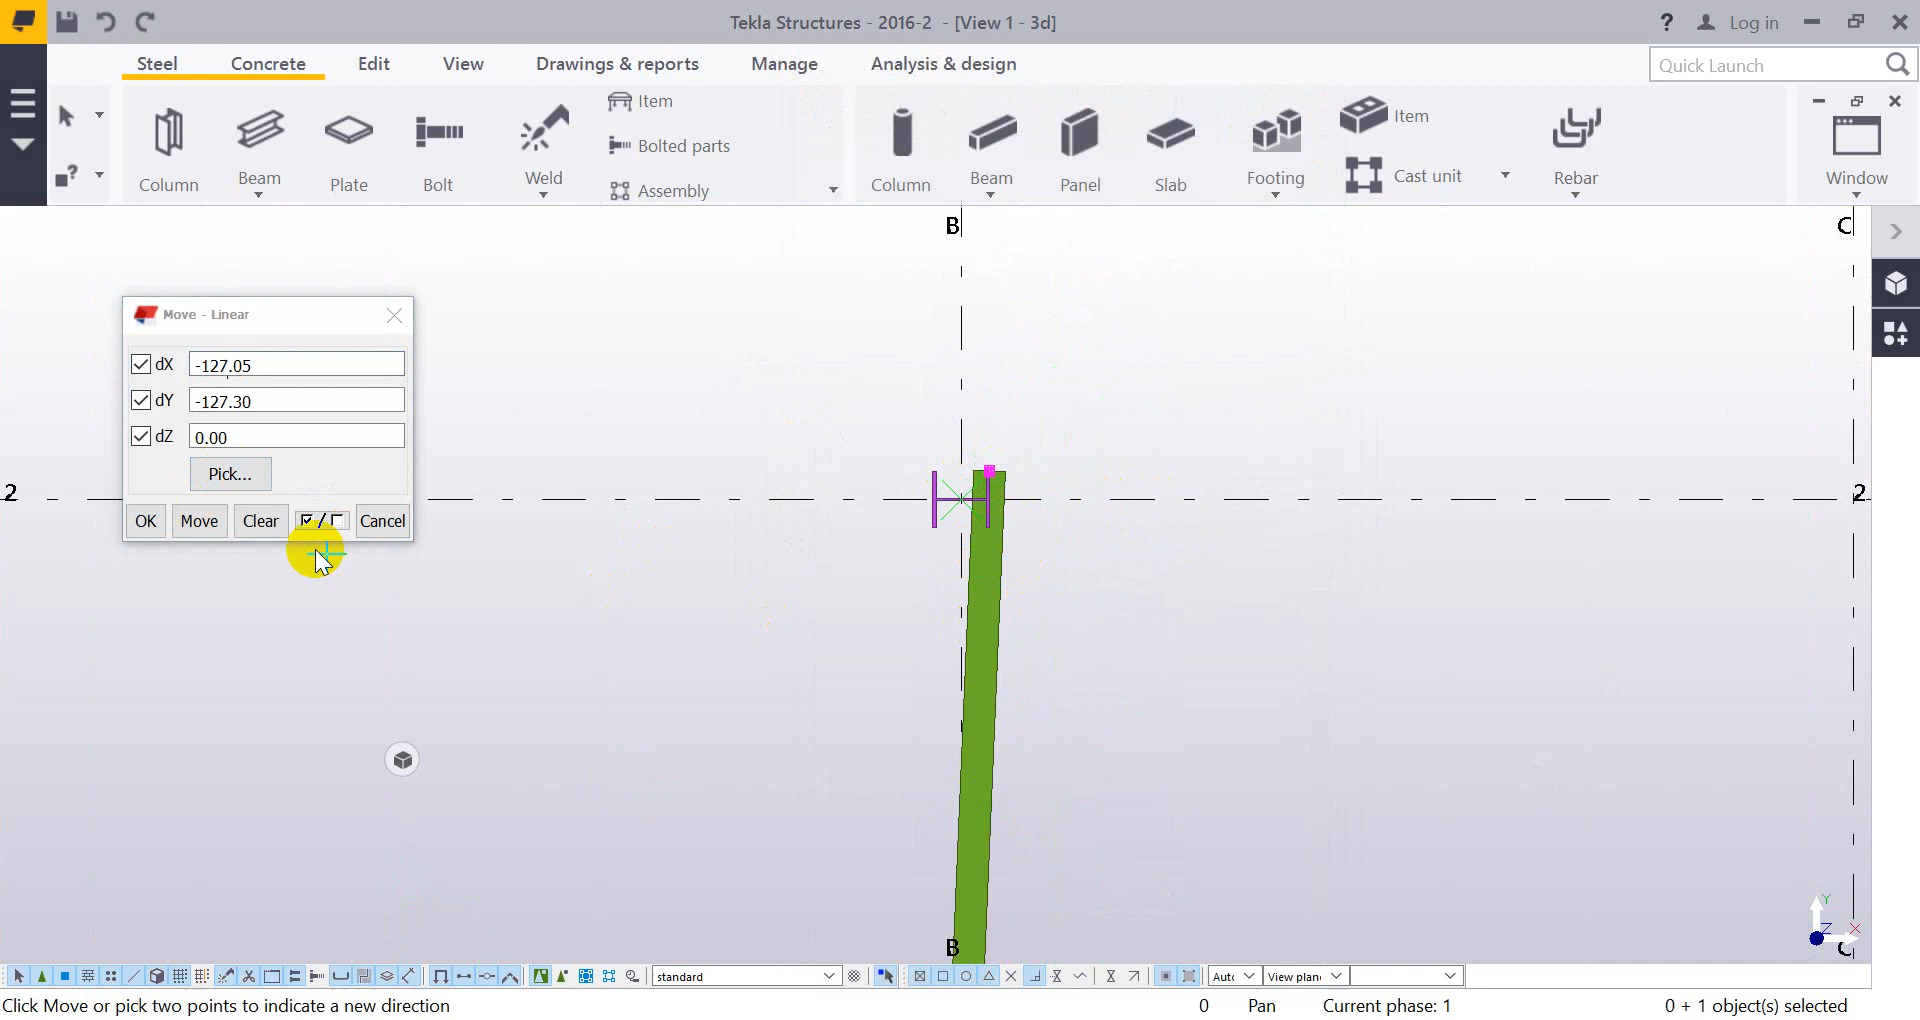 Tekla Structures - 2016-2 - [View 1 - 3d]
? Log in
Steel Concrete Edit View Drawings & reports Manage Analysis & design
Quick Launch
Column
Beam
Plate
Bolt
Weld
Item
Bolted parts
Assembly
Column
Beam
Panel
Slab
Footing
Item
Cast unit
Rebar
Window
B
C
Move - Linear
dX -127.05
dY -127.30
dZ 0.00
Pick...
OK Move Clear / Cancel
2
2
Y
Z X
B
C
standard
Aut
View plan
Click Move or pick two points to indicate a new direction
0 Pan Current phase: 1 0 + 1 object(s) selected